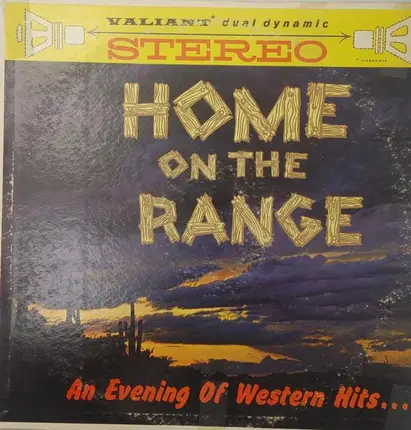 VALIANT® dual dynamic
STEREO
HOME
ON THE
RANGE
An Evening Of Western Hits...